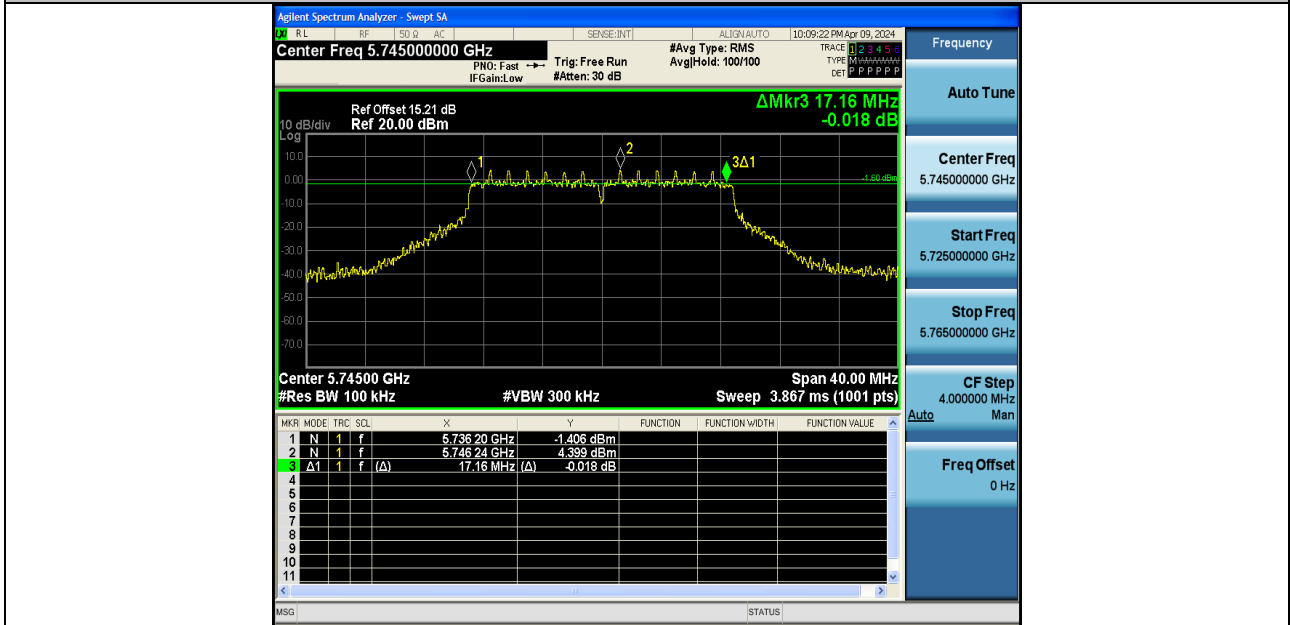 Agilent Spectrum Analyzer - Swept SA
LXI RL RF 50 Ω AC SENSE:INT ALIGN AUTO 10:09:22 PM Apr 09, 2024
Center Freq 5.745000000 GHz #Avg Type: RMS TRACE 1 2 3 4 5 6
PNO: Fast Trig: Free Run Avg|Hold: 100/100 TYPE M
IFGain:Low #Atten: 30 dB DET P P P P P P
ΔMkr3 17.16 MHz
-0.018 dB
Ref Offset 15.21 dB
10 dB/div Ref 20.00 dBm
Log
10.0
0.00
-10.0
-20.0
-30.0
-40.0
-50.0
-60.0
-70.0
1
2
3Δ1
-1.60 dBm
Center 5.74500 GHz Span 40.00 MHz
#Res BW 100 kHz #VBW 300 kHz Sweep 3.867 ms (1001 pts)
MKR MODE TRC SCL X Y FUNCTION FUNCTION WIDTH FUNCTION VALUE
1 N 1 f 5.736 20 GHz -1.406 dBm
2 N 1 f 5.746 24 GHz 4.399 dBm
3 Δ1 1 f (Δ) 17.16 MHz (Δ) -0.018 dB
4
5
6
7
8
9
10
11
MSG STATUS
Frequency
Auto Tune
Center Freq
5.745000000 GHz
Start Freq
5.725000000 GHz
Stop Freq
5.765000000 GHz
CF Step
4.000000 MHz
Auto Man
Freq Offset
0 Hz